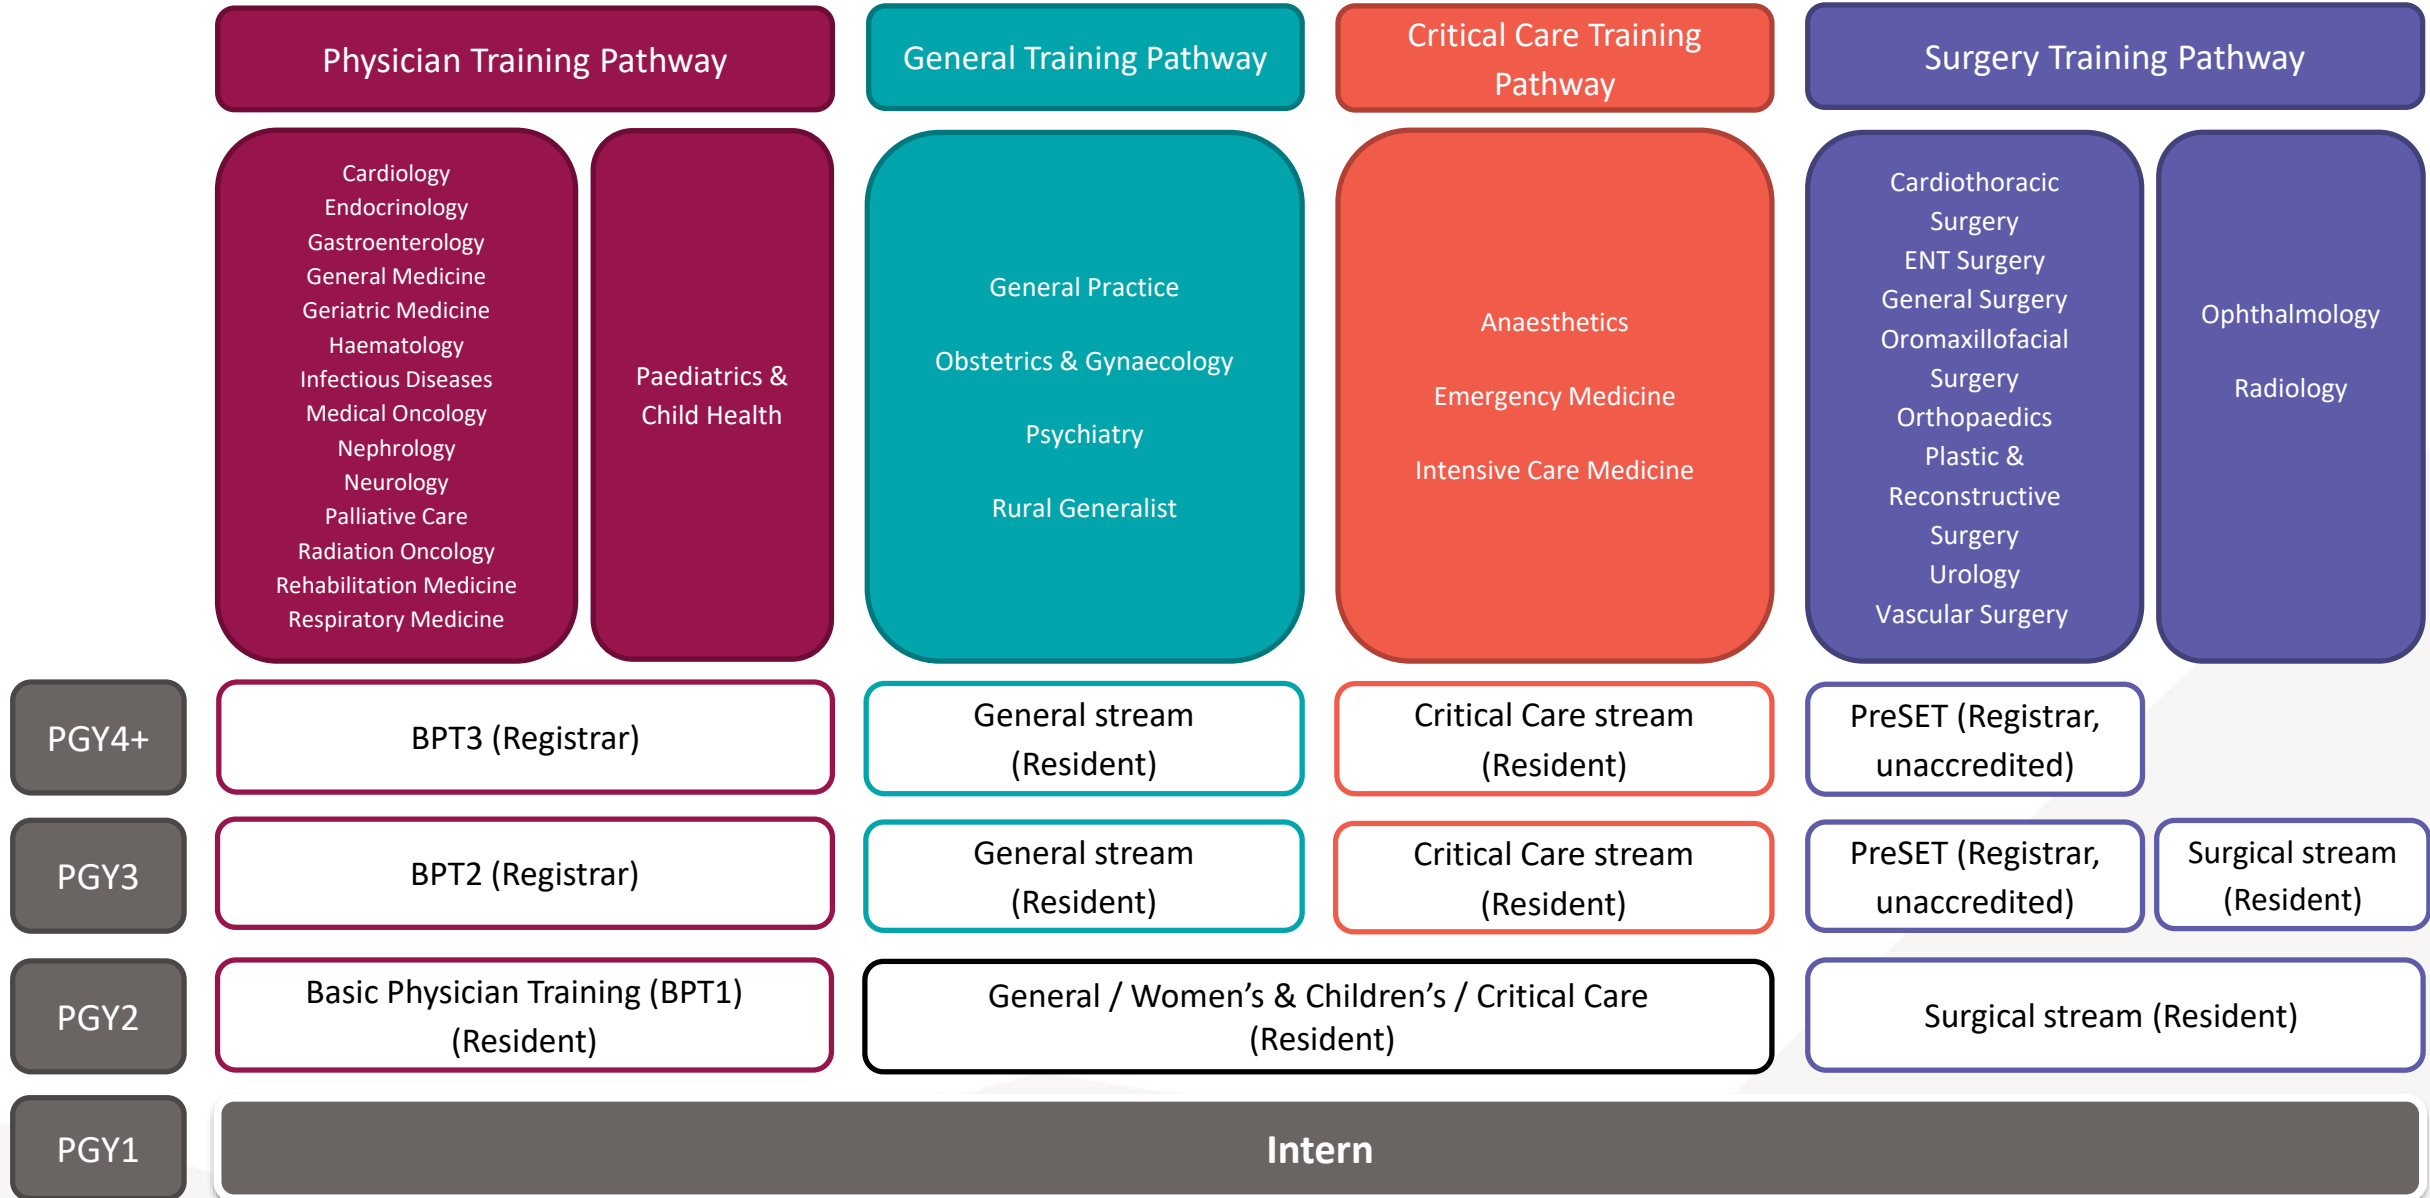 Physician Training Pathway
General Training Pathway
Critical Care Training
Pathway
Surgery Training Pathway
Cardiology
Endocrinology
Gastroenterology
General Medicine
Geriatric Medicine
Haematology
Infectious Diseases
Medical Oncology
Nephrology
Neurology
Palliative Care
Radiation Oncology
Rehabilitation Medicine
Respiratory Medicine
Paediatrics &
Child Health
General Practice
Obstetrics & Gynaecology
Psychiatry
Rural Generalist
Anaesthetics
Emergency Medicine
Intensive Care Medicine
Cardiothoracic
Surgery
ENT Surgery
General Surgery
Oromaxillofacial
Surgery
Orthopaedics
Plastic &
Reconstructive
Surgery
Urology
Vascular Surgery
Ophthalmology
Radiology
PGY4+
BPT3 (Registrar)
General stream
(Resident)
Critical Care stream
(Resident)
PreSET (Registrar,
unaccredited)
PGY3
BPT2 (Registrar)
General stream
(Resident)
Critical Care stream
(Resident)
PreSET (Registrar,
unaccredited)
Surgical stream
(Resident)
PGY2
Basic Physician Training (BPT1)
(Resident)
General / Women's & Children's / Critical Care
(Resident)
Surgical stream (Resident)
PGY1
Intern